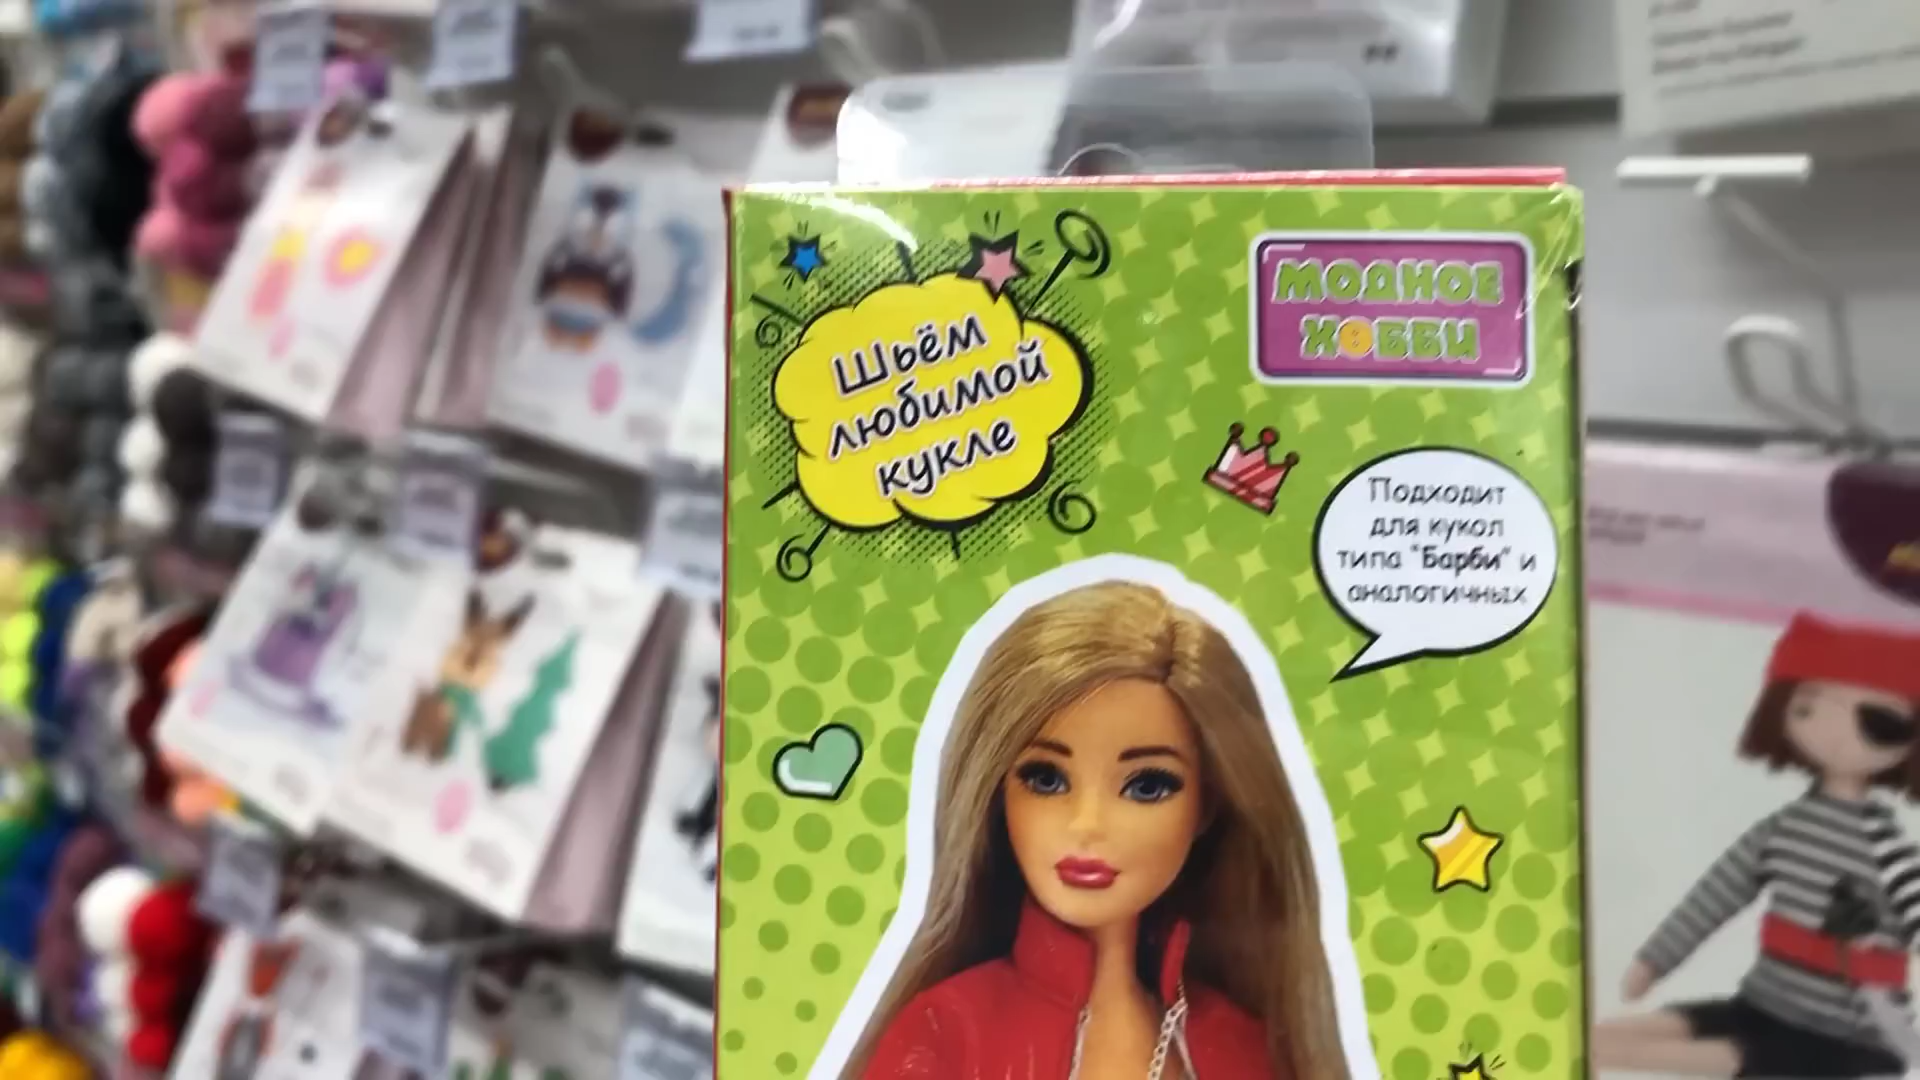 Шьём
любимой
кукле
МОДНОЕ
ХОББИ
Подходит
для кукол
типа "Барби" и
аналогичных